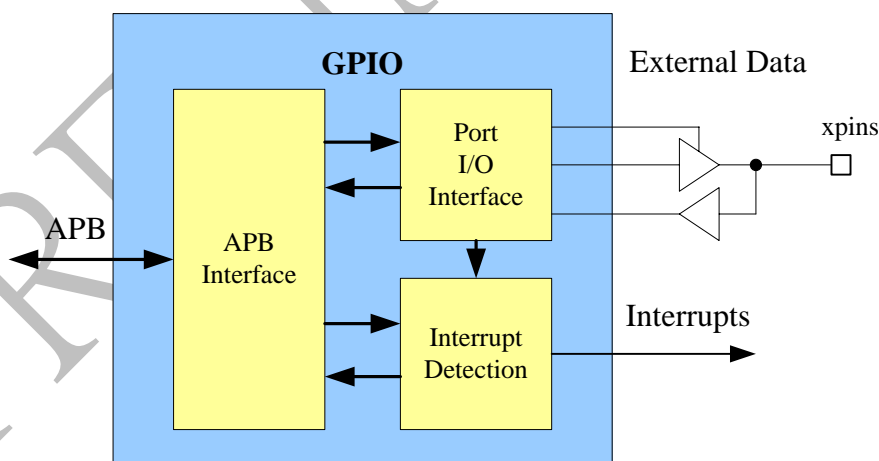 GPIO
External Data
Port
I/O
Interface
xpins
APB
APB
Interface
Interrupt
Detection
Interrupts